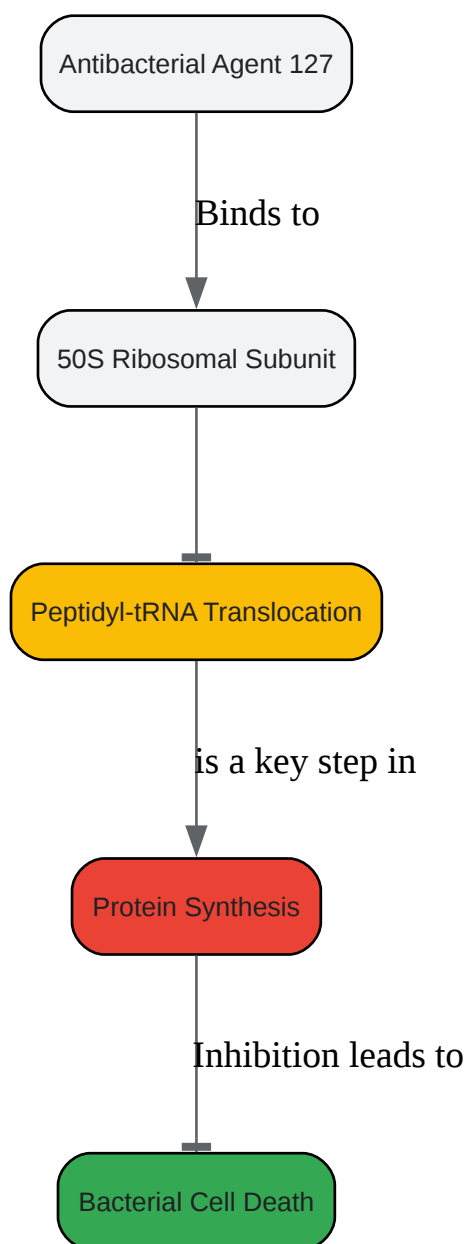 Antibacterial Agent 127
Binds to
50S Ribosomal Subunit
Peptidyl-tRNA Translocation
is a key step in
Protein Synthesis
Inhibition leads to
Bacterial Cell Death